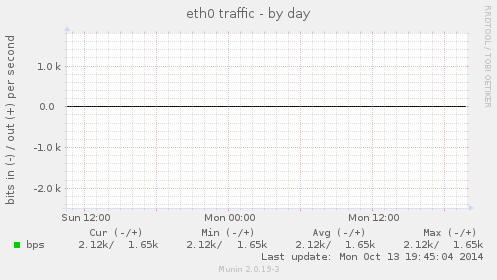 eth0 traffic - by day
RRDTOOL / TOBI OETIKER
bits in (-) / out (+) per second
1.0 k
0.0
-1.0 k
-2.0 k
Sun 12:00 Mon 00:00 Mon 12:00
Cur (-/+) Min (-/+) Avg (-/+) Max (-/+)
bps 2.12k/ 1.65k 2.12k/ 1.65k 2.12k/ 1.65k 2.12k/ 1.65k
Last update: Mon Oct 13 19:45:04 2014
Munin 2.0.19-3